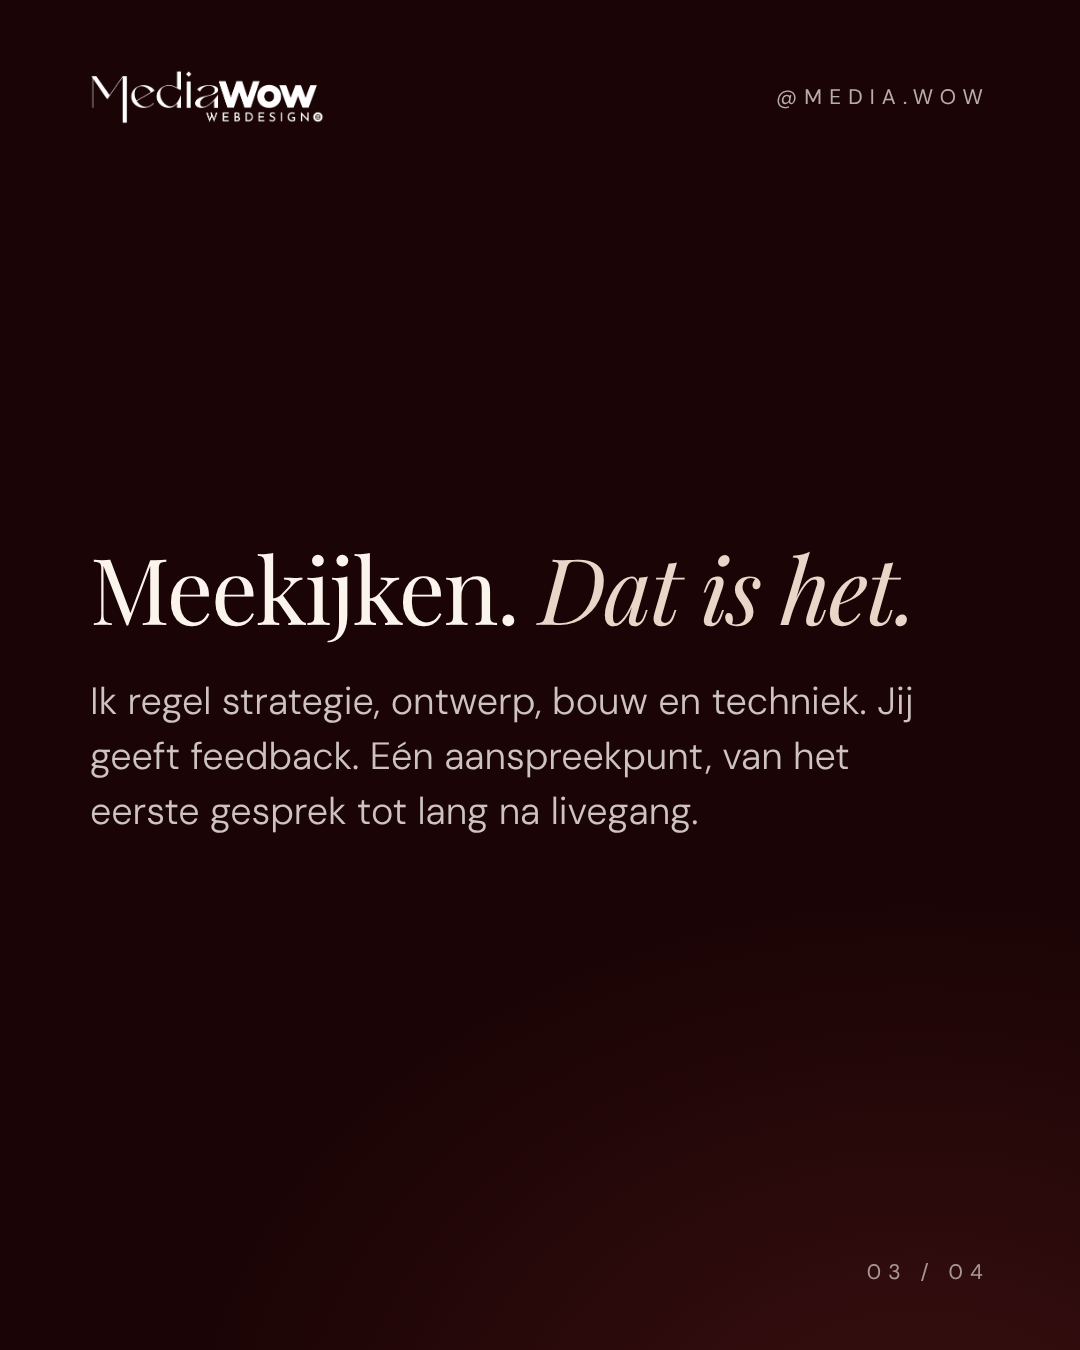 MediaWow
WEBDESIGN
@MEDIA.WOW
Meekijken. Dat is het.
Ik regel strategie, ontwerp, bouw en techniek. Jij
geeft feedback. Eén aanspreekpunt, van het
eerste gesprek tot lang na livegang.
03 / 04